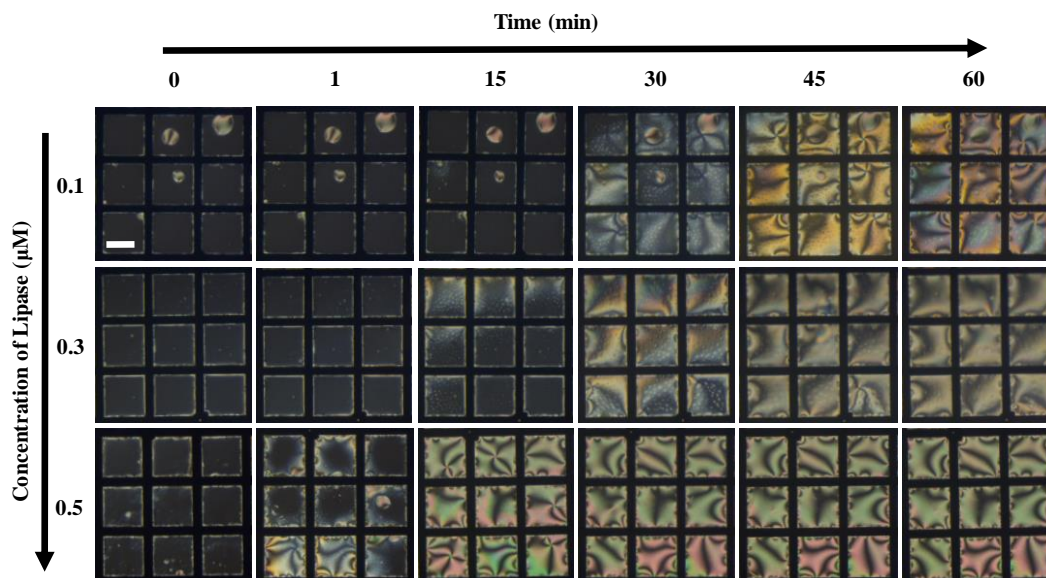 Time (min)
0 1 15 30 45 60
Concentration of Lipase (μM)
0.1
0.3
0.5